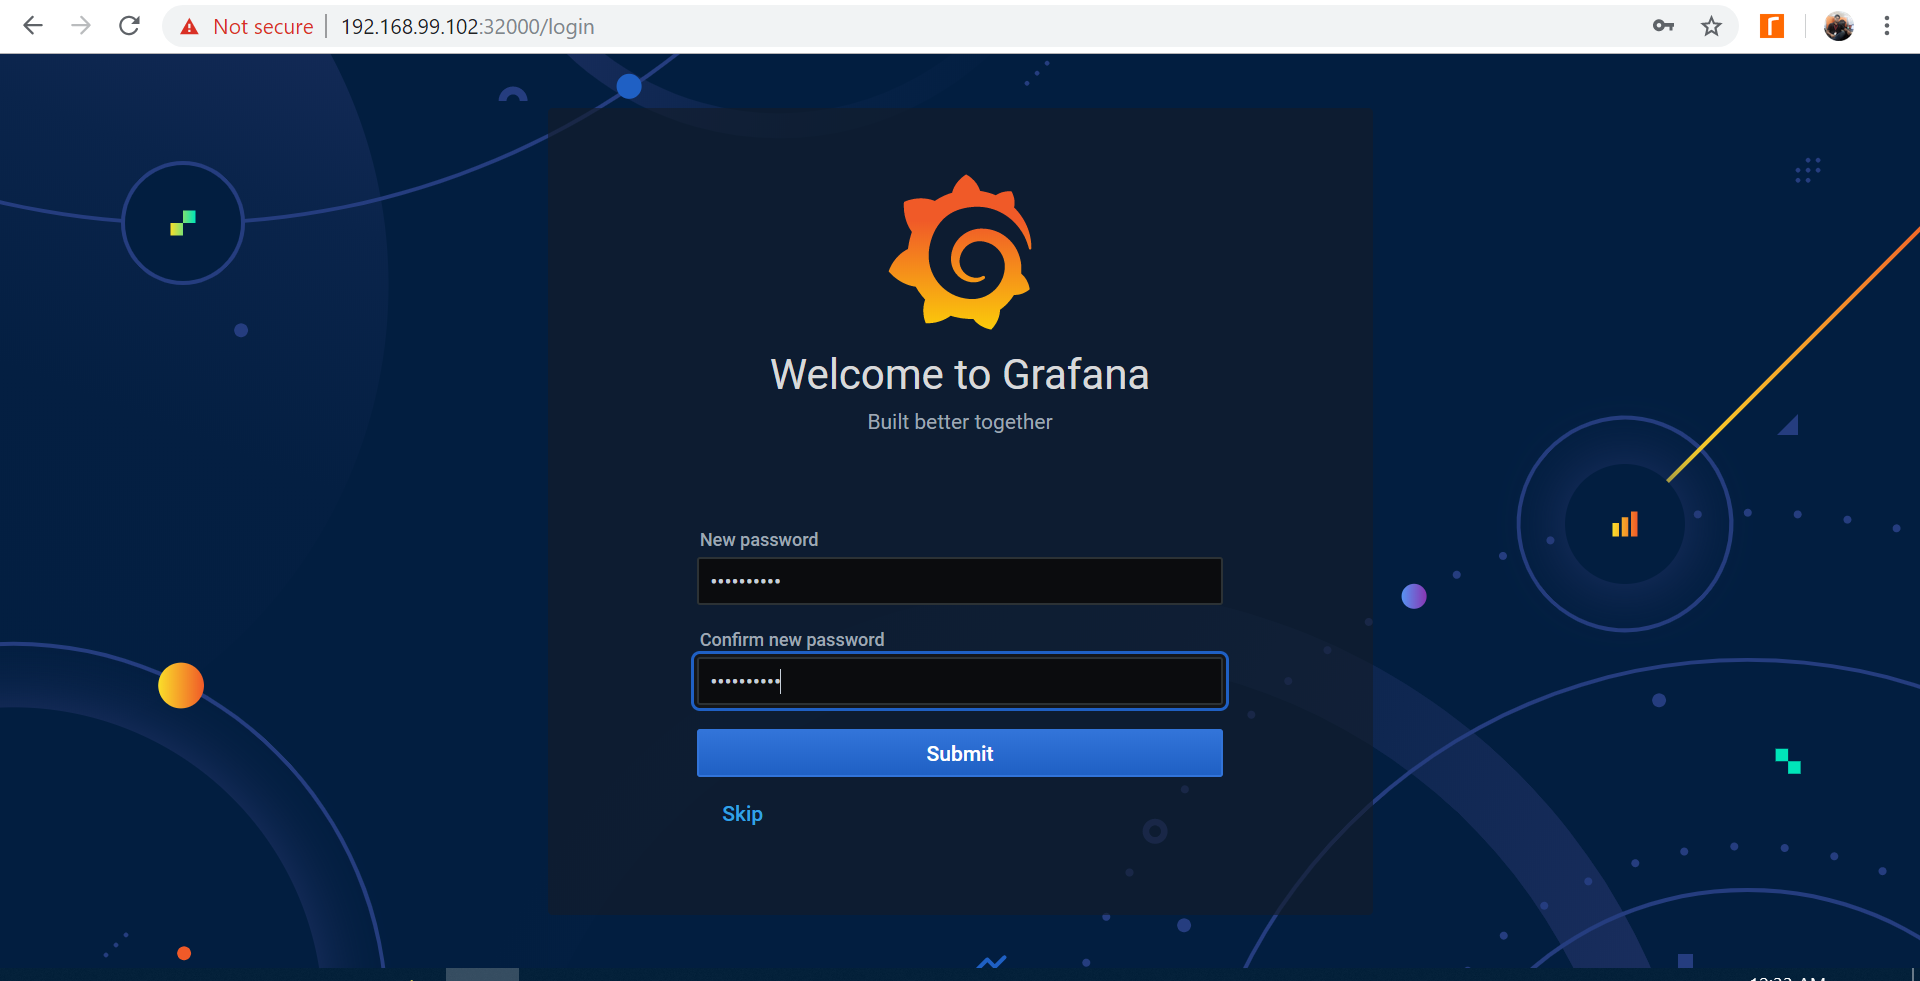 Not secure | 192.168.99.102:32000/login
Welcome to Grafana
Built better together
New password
••••••••••
Confirm new password
••••••••••
Submit
Skip